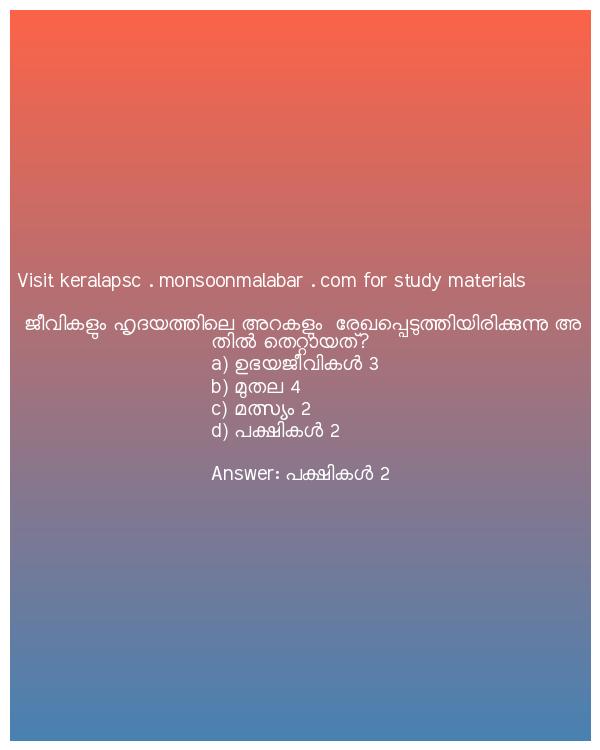 Visit keralapsc . monsoonmalabar . com for study materials
ജീവികളും ഹൃദയത്തിലെ അറകളും  രേഖപ്പെടുത്തിയിരിക്കുന്നു അ
തിൽ തെറ്റായത്?
a) ഉഭയജീവികൾ 3
b) മുതല 4
c) മത്സ്യം 2
d) പക്ഷികൾ 2
Answer: പക്ഷികൾ 2